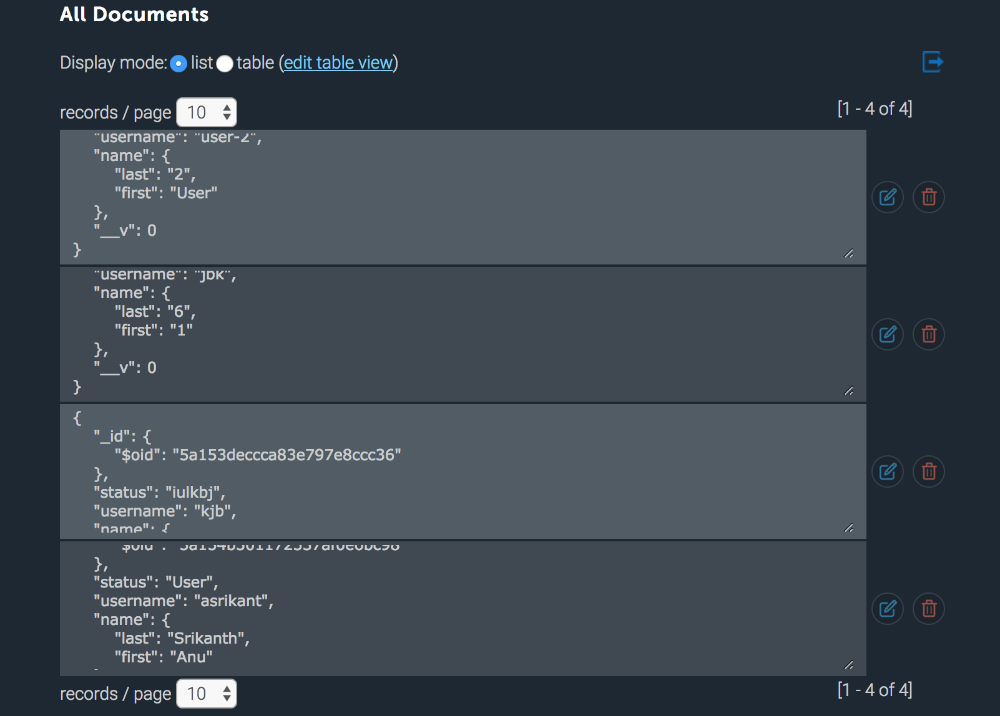 All Documents
Display mode: list table (edit table view)
records / page 10
[1 - 4 of 4]
"username": "user-2",
"name": {
"last": "2",
"first": "User"
},
"__v": 0
}
"username": "jbk",
"name": {
"last": "6",
"first": "1"
},
"__v": 0
}
{
"_id": {
"$oid": "5a153deccca83e797e8ccc36"
},
"status": "iulkbj",
"username": "kjb",
"name": {
"$oid":
},
"status": "User",
"username": "asrikant",
"name": {
"last": "Srikanth",
"first": "Anu"
records / page 10
[1 - 4 of 4]